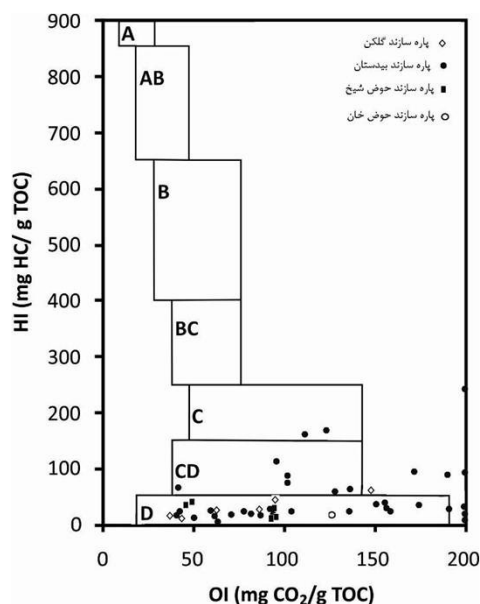 HI (mg HC/ g TOC)
900
800
700
600
500
400
300
200
100
0
A
AB
B
BC
C
CD
D
پاره سازند گلکن
پاره سازند بیدستان
پاره سازند حوض شیخ
پاره سازند حوض خان
0
50
100
150
200
OI (mg CO₂/g TOC)